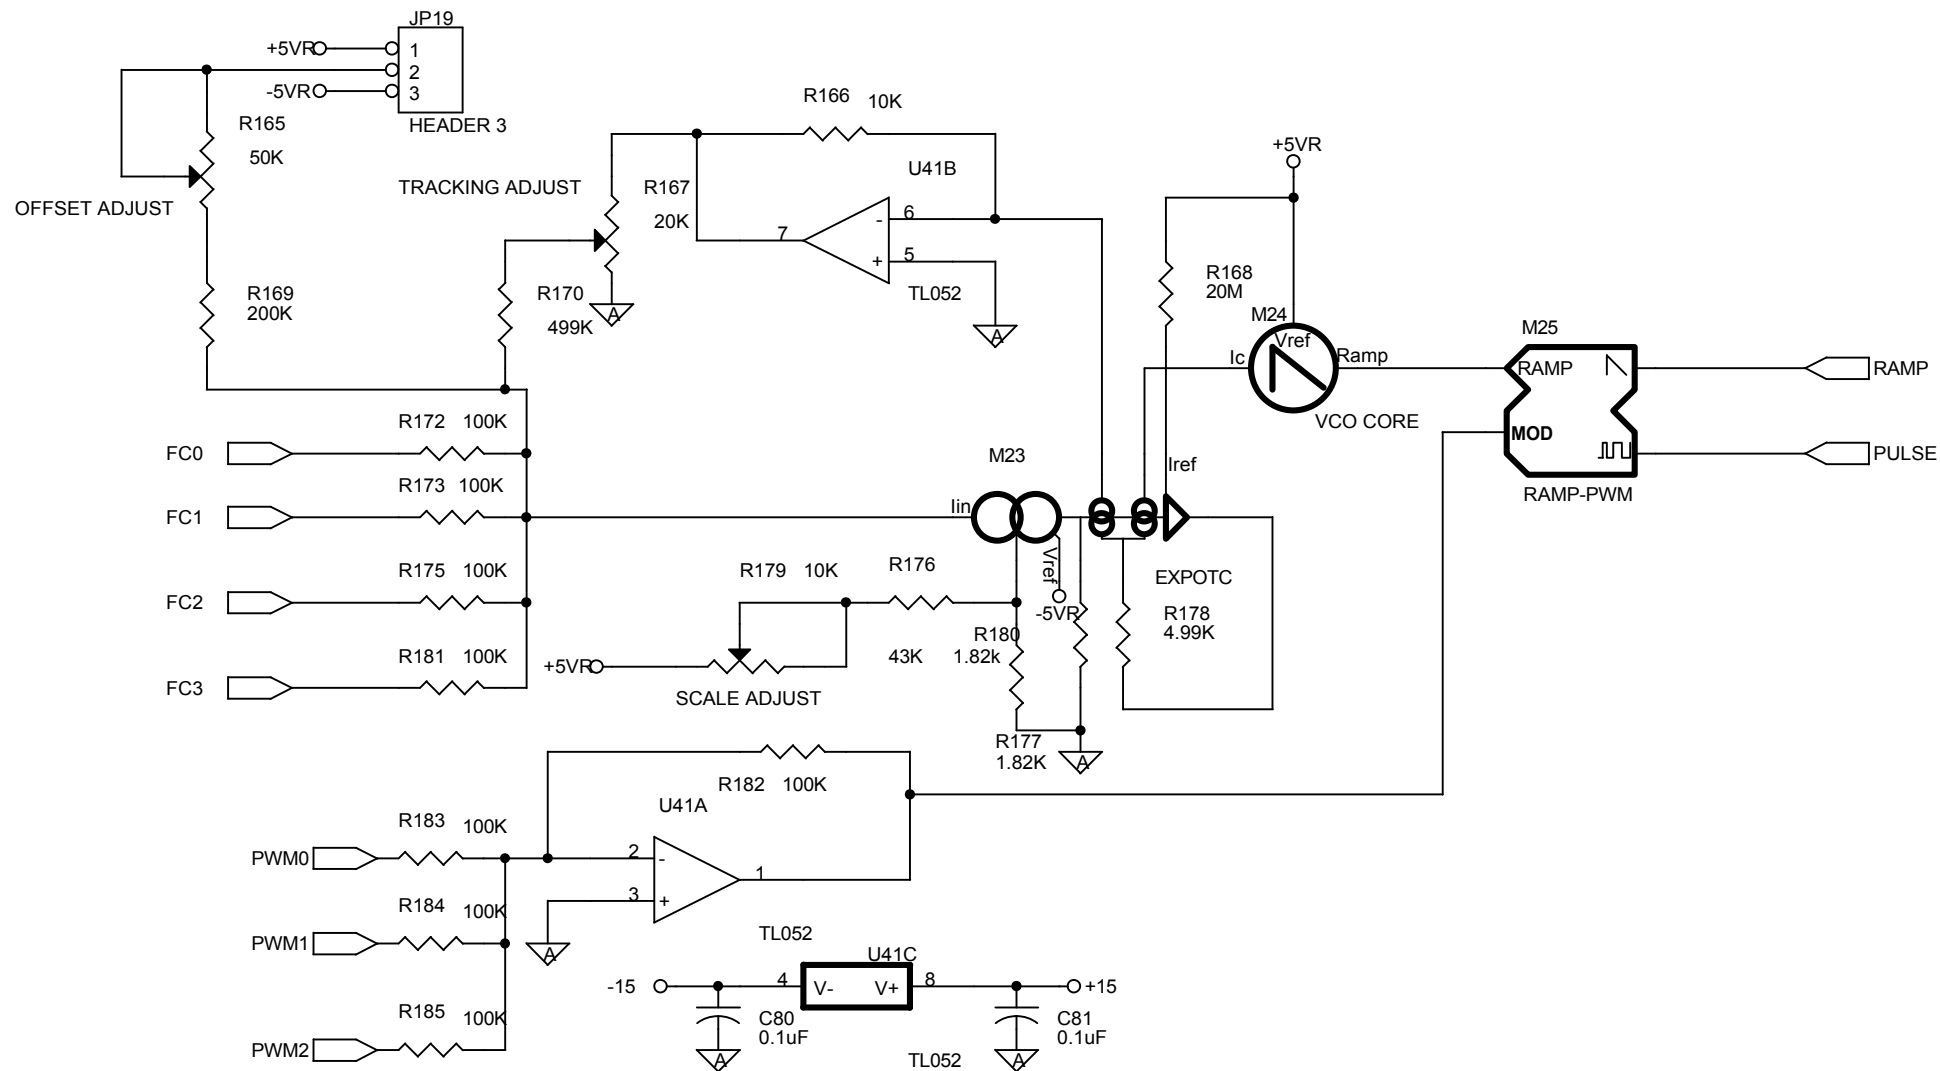 JP19
+5VR
1
2
-5VR
3
HEADER 3
R165
50K
OFFSET ADJUST
R166 10K
U41B
TRACKING ADJUST
R167
20K
6
-
7
5
+
TL052
A
+5VR
R168
20M
M24
Vref
Ic
Ramp
VCO CORE
M25
RAMP
RAMP
MOD
PULSE
RAMP-PWM
R169
200K
R170
499K
A
R172 100K
FC0
R173 100K
FC1
R175 100K
FC2
R181 100K
FC3
M23
Iin
Iref
Vref
-5VR
EXPOTC
R178
4.99K
R179 10K
R176
43K
+5VR
SCALE ADJUST
R180
1.82k
R177
1.82K
A
R182 100K
U41A
R183 100K
PWM0
2
-
1
3
+
R184 100K
PWM1
A
TL052
U41C
-15
4
V-
V+
8
+15
R185 100K
PWM2
C80
0.1uF
C81
0.1uF
A
TL052
A